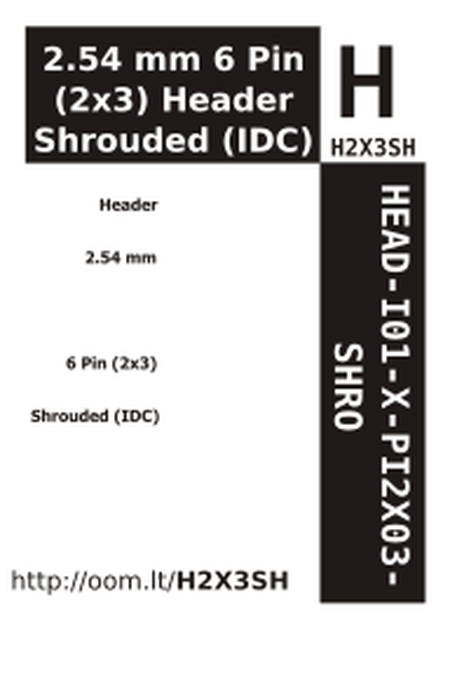 2.54 mm 6 Pin
(2x3) Header
Shrouded (IDC)
H
H2X3SH
Header
2.54 mm
6 Pin (2x3)
Shrouded (IDC)
HEAD-I01-X-PI2X03-
SHRO
http://oom.lt/H2X3SH